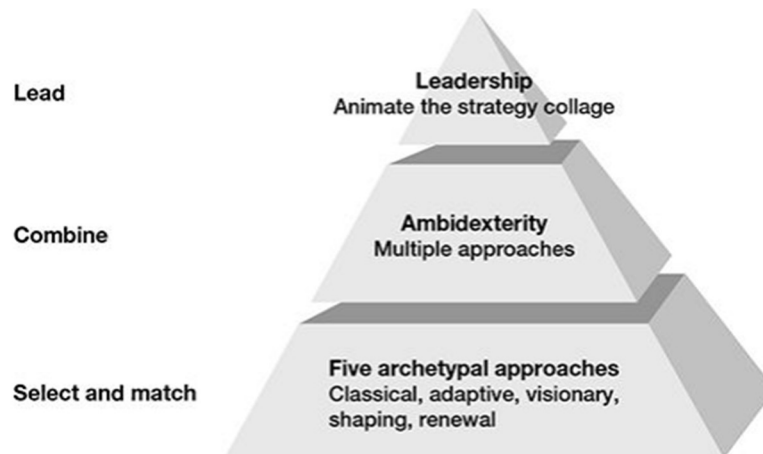 Lead
Leadership
Animate the strategy collage
Combine
Ambidexterity
Multiple approaches
Select and match
Five archetypal approaches
Classical, adaptive, visionary,
shaping, renewal